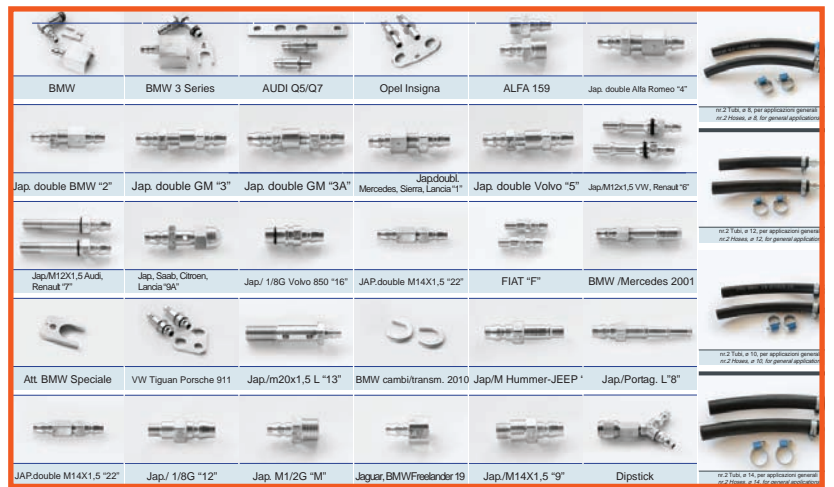 BMW
BMW 3 Series
AUDI Q5/Q7
Opel Insigna
ALFA 159
Jap. double Alfa Romeo “4”
nr.2 Tubi, ø 8, per applicazioni generali
nr.2 Hoses, ø 8, for general applications
Jap. double BMW “2”
Jap. double GM “3”
Jap. double GM “3A”
Jap.doubl.
Mercedes, Sierra, Lancia“1”
Jap. double Volvo “5”
Jap/M12x1,5 VW, Renault“6”
nr.2 Tubi, ø 12, per applicazioni generali
nr.2 Hoses, ø 12, for general applications
Jap/M12X1,5 Audi,
Renault “7”
Jap., Saab, Citroen,
Lancia“9A”
Jap./ 1/8G Volvo 850 “16”
JAP.double M14X1,5 “22”
FIAT “F”
BMW /Mercedes 2001
nr.2 Tubi, ø 10, per applicazioni generali
nr.2 Hoses, ø 10, for general applications
Att. BMW Speciale
VW Tiguan Porsche 911
Jap./m20x1,5 L “13”
BMW cambi/transm. 2010
Jap/M Hummer-JEEP “
Jap./Portag. L”8”
JAP.double M14X1,5 “22”
Jap./ 1/8G “12”
Jap. M1/2G “M”
Jaguar, BMWFreelander 19
Jap./M14X1,5 “9”
Dipstick
nr.2 Tubi, ø 14, per applicazioni generali
nr.2 Hoses, ø 14, for general applications